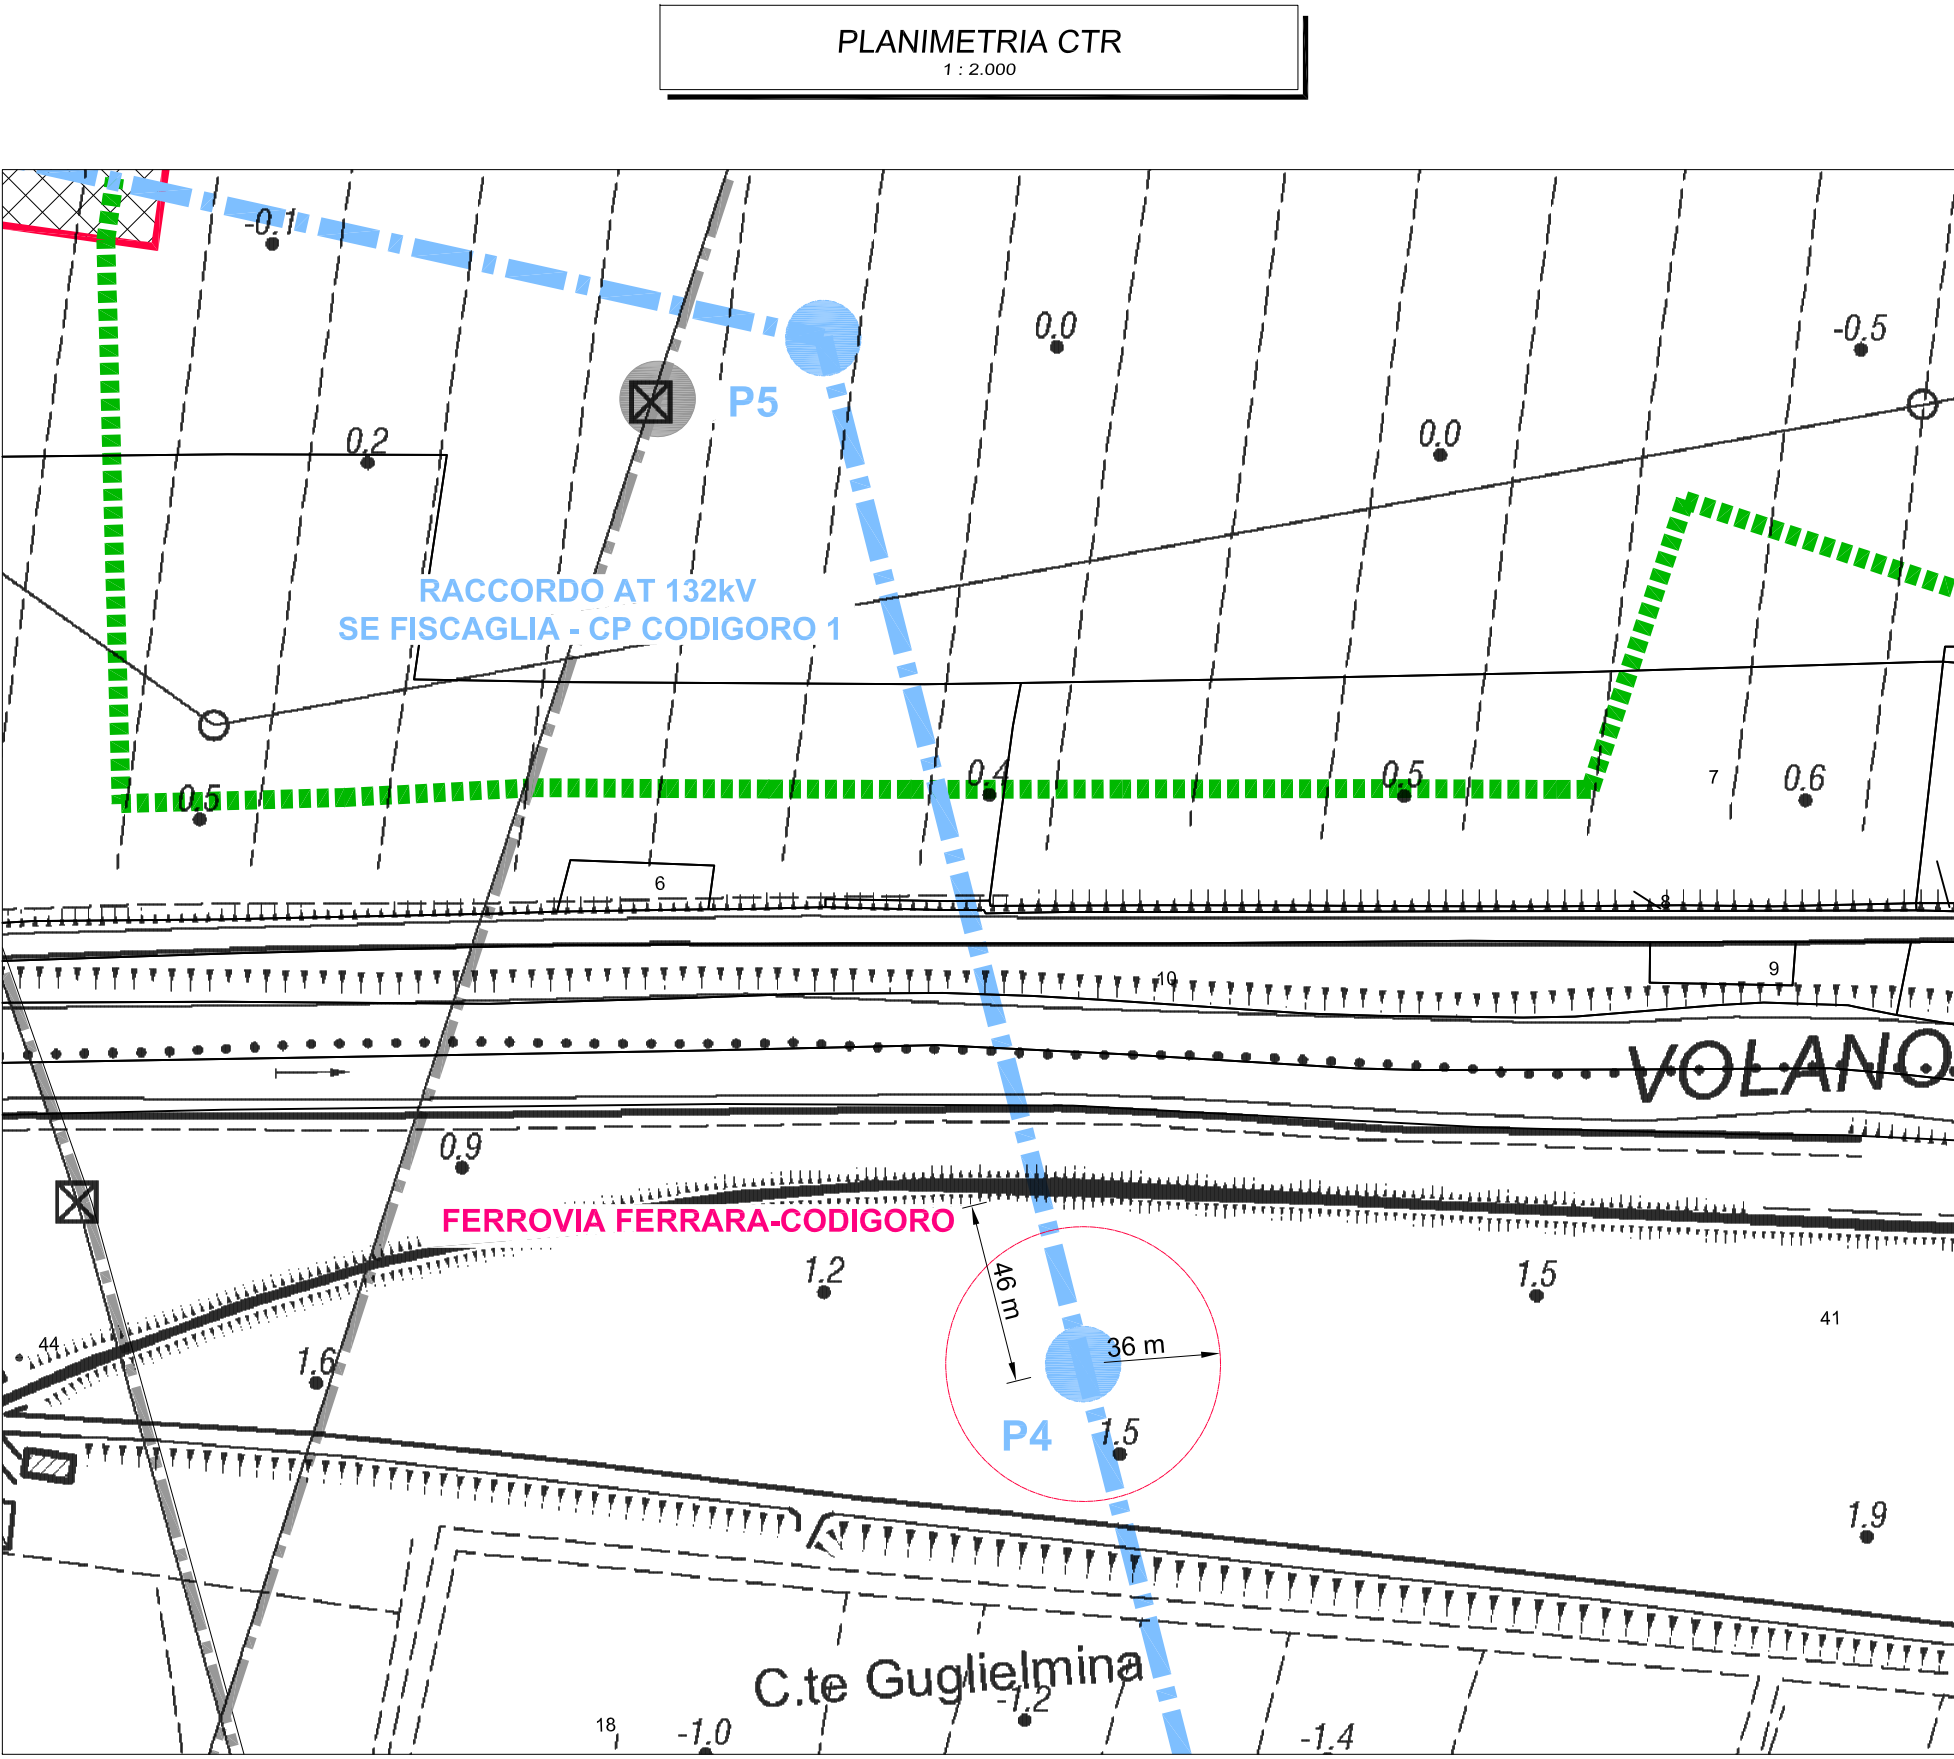 PLANIMETRIA CTR
1 : 2.000
-0.1
0.0
-0.5
P5
0.2
0.0
RACCORDO AT 132kV
SE FISCAGLIA - CP CODIGORO 1
0.5
0.4
0.5
7
0.6
6
8
10
9
VOLANO
0.9
FERROVIA FERRARA-CODIGORO
1.2
46 m
1.5
41
44
1.6
36 m
P4
1.5
1.9
C.te Guglielmina
-1.2
18
-1.0
-1.4